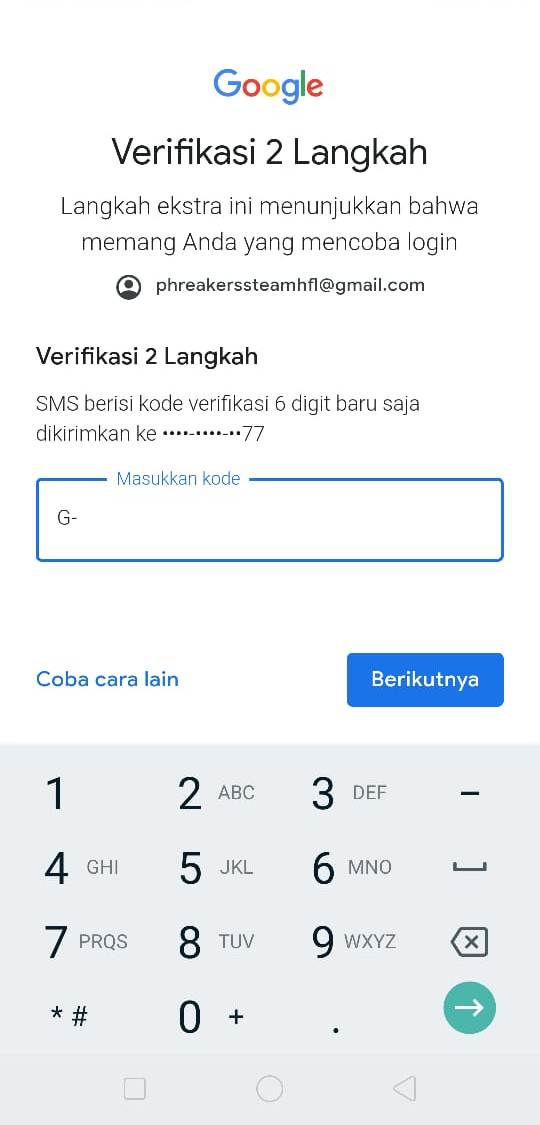 Google
Verifikasi 2 Langkah
Langkah ekstra ini menunjukkan bahwa
memang Anda yang mencoba login
phreakerssteamhfl@gmail.com
Verifikasi 2 Langkah
SMS berisi kode verifikasi 6 digit baru saja
dikirimkan ke ••••-••••-••77
Masukkan kode
G-
Coba cara lain
Berikutnya
1 2 ABC 3 DEF –
4 GHI 5 JKL 6 MNO
7 PRQS 8 TUV 9 WXYZ
* # 0 + .